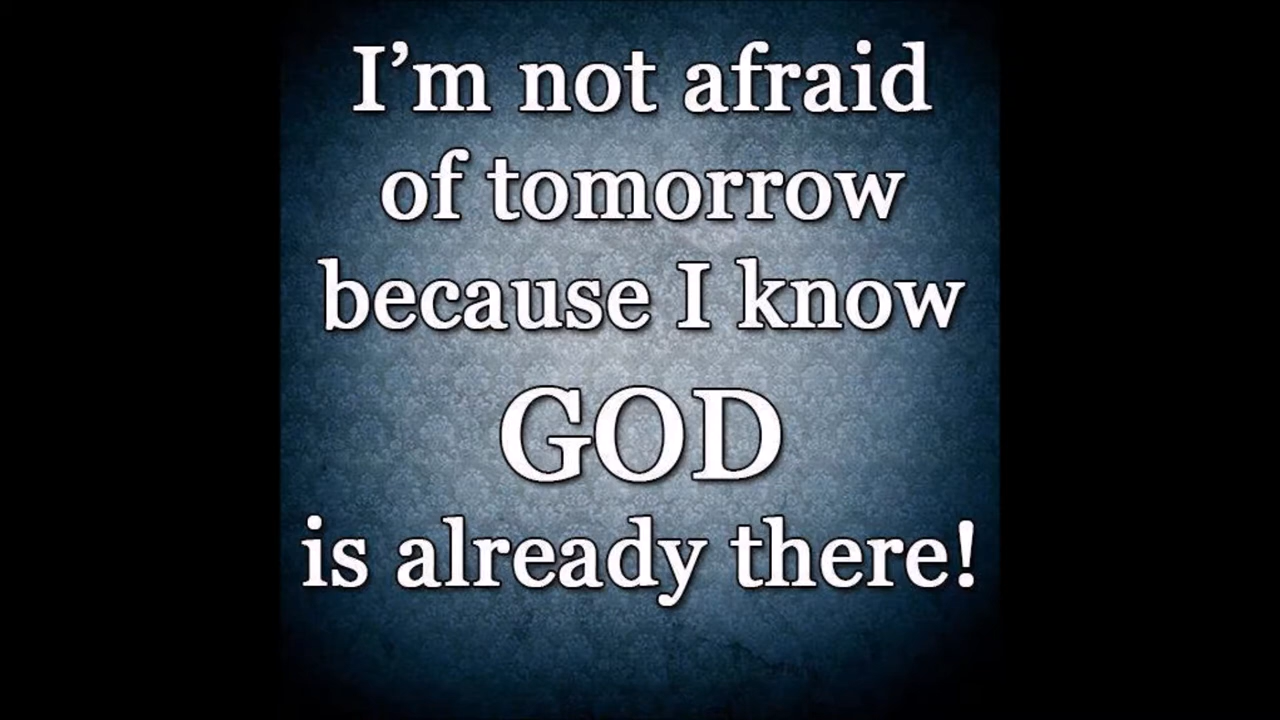 I’m not afraid
of tomorrow
because I know
GOD
is already there!